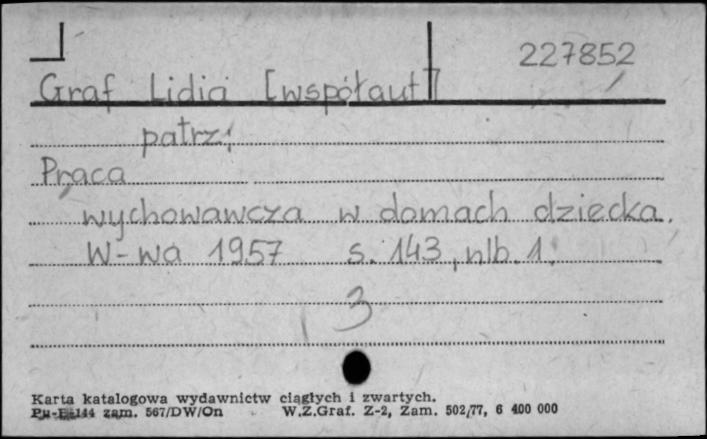 227852
Graf Lidia [współaut]
patrz:
Praca
wychowawcza w domach dziecka.
W-wa 1957 s. 143, nlb. 1.
3
Karta katalogowa wydawnictw ciągłych i zwartych.
zam. 567/DW/On W.Z.Graf. Z-2, Zam. 502/77, 6 400 000